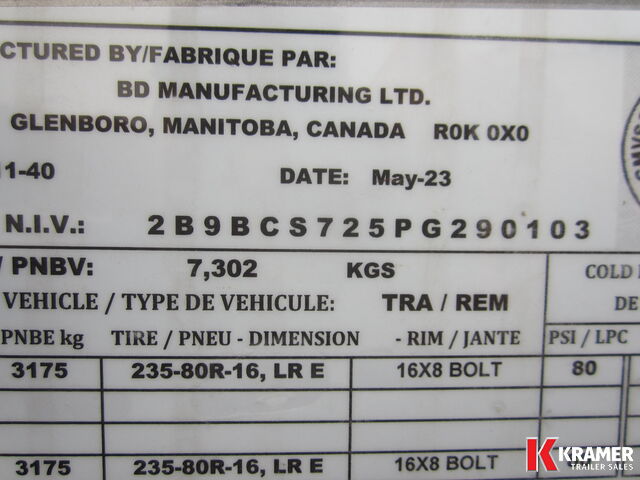 CTURED BY/FABRIQUE PAR:
BD MANUFACTURING LTD.
GLENBORO, MANITOBA, CANADA R0K 0X0
11-40 DATE: May-23
N.I.V.: 2B9BCS725PG290103
/ PNBV: 7,302 KGS
COLD
VEHICLE / TYPE DE VEHICULE: TRA / REM DE
PNBE kg TIRE / PNEU - DIMENSION - RIM / JANTE PSI / LPC
3175 235-80R-16, LR E 16X8 BOLT 80
3175 235-80R-16, LR E 16X8 BOLT
KRAMER
TRAILER SALES